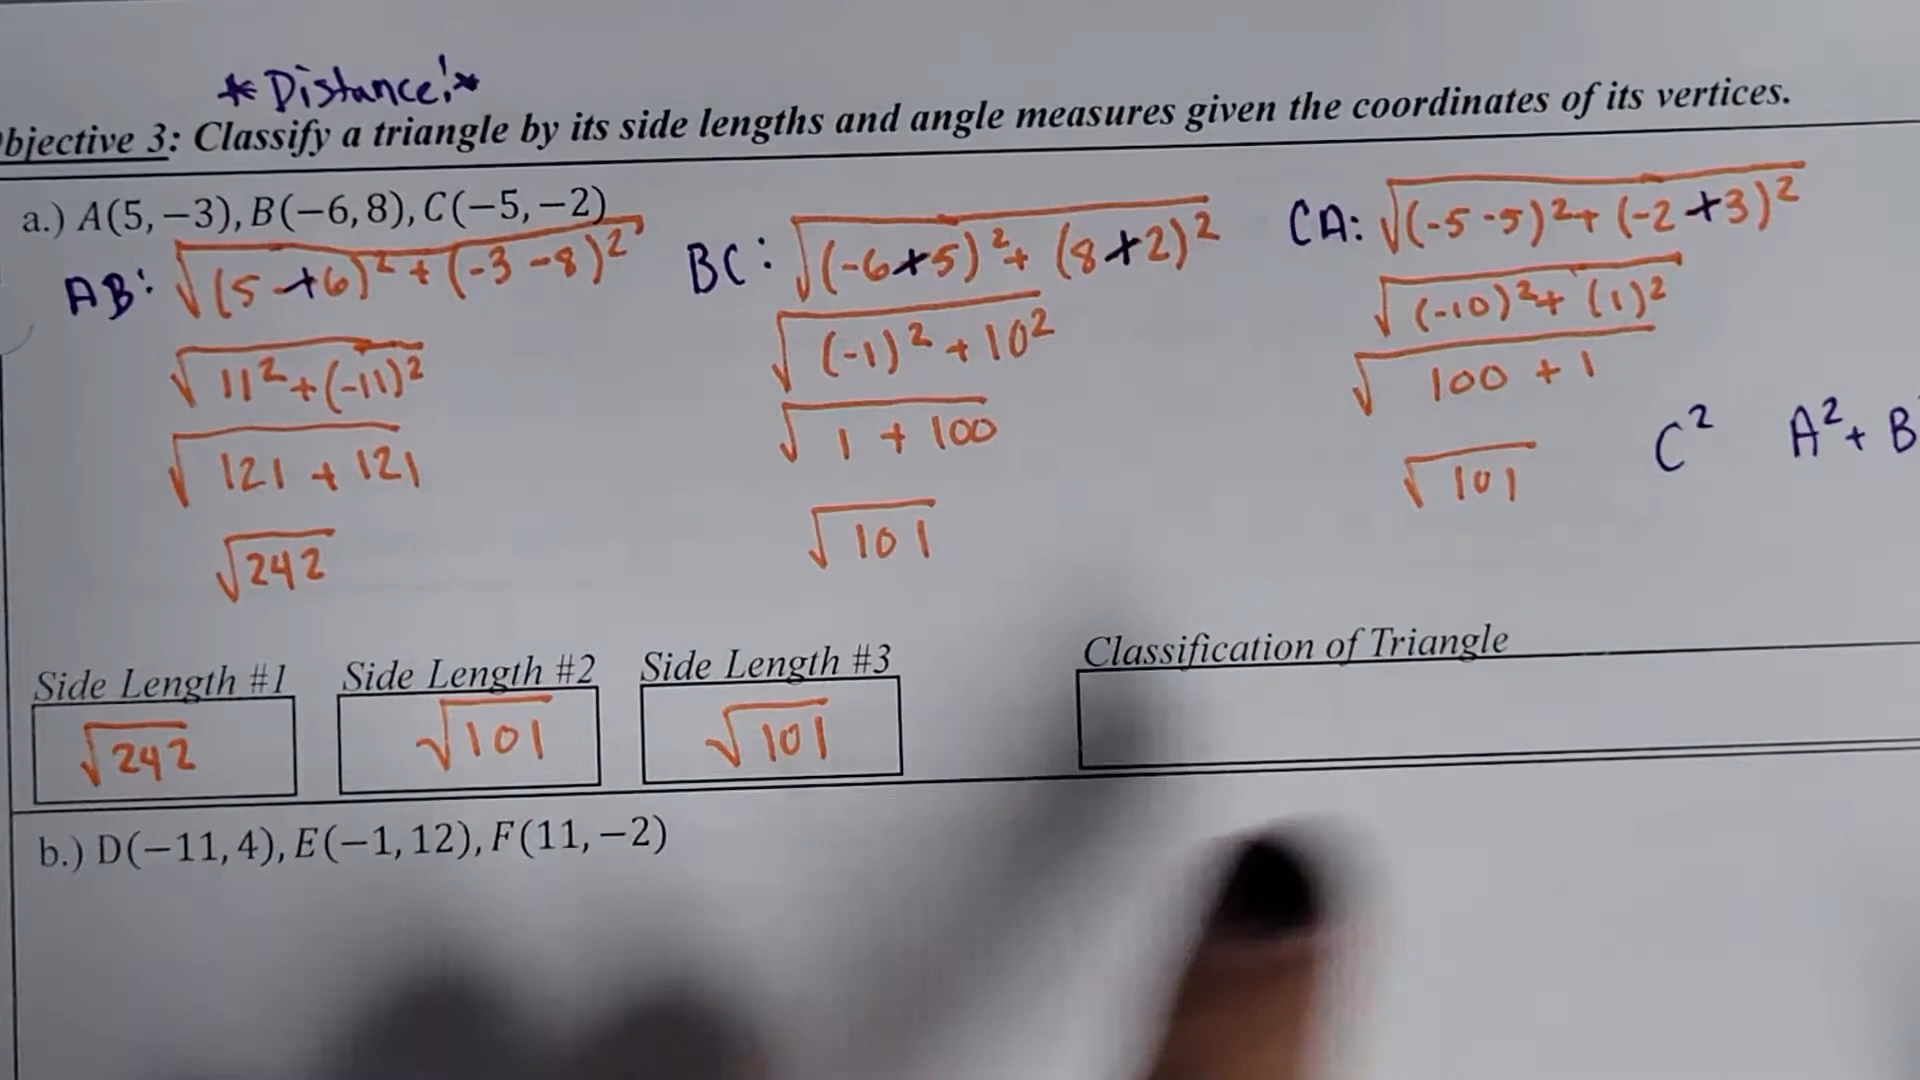 *Distance!*
bjective 3: Classify a triangle by its side lengths and angle measures given the coordinates of its vertices.
a.) A(5, −3), B(−6, 8), C(−5, −2)
AB: √(5 +6)² + (-3 -8)²
√11² + (-11)²
√121 + 121
√242
BC: √(-6+5)² + (8+2)²
√(-1)² + 10²
√1 + 100
√101
CA: √(-5 -5)² + (-2 +3)²
√(-10)² + (1)²
√100 + 1
√101
C² A² + B
Side Length #1 Side Length #2 Side Length #3 Classification of Triangle
√242 √101 √101
b.) D(−11, 4), E(−1, 12), F(11, −2)